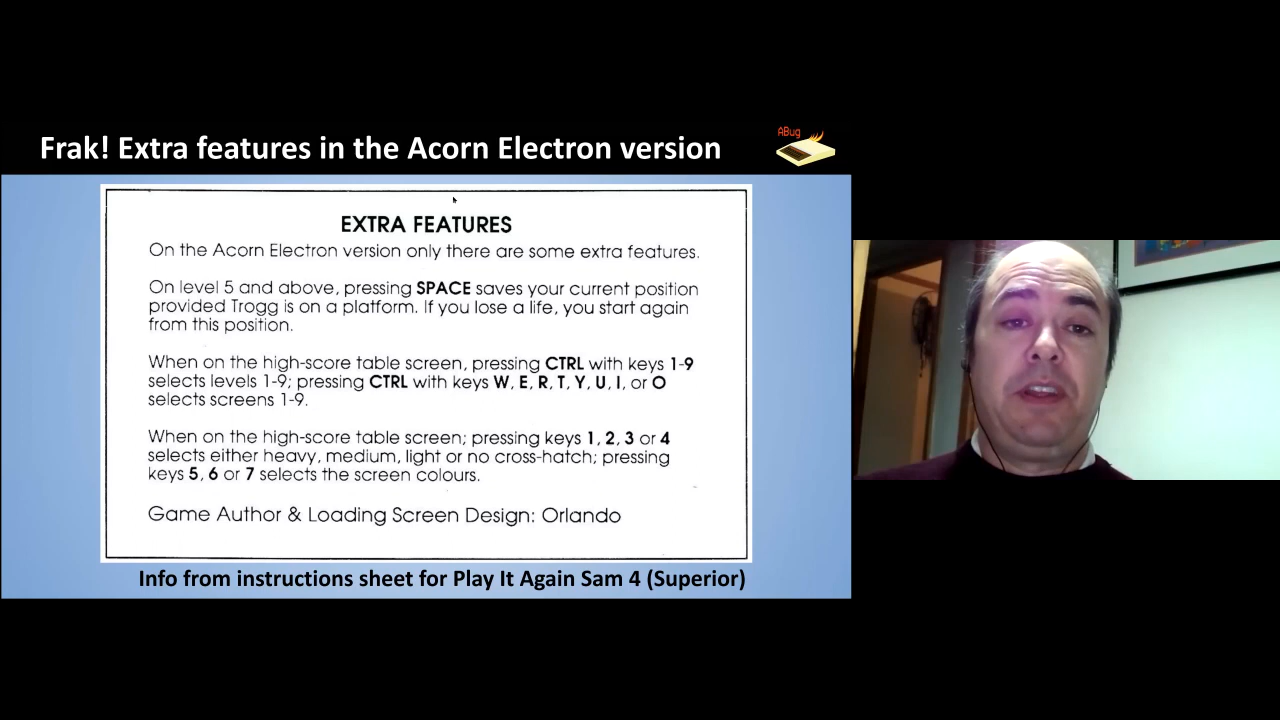 Frak! Extra features in the Acorn Electron version
ABug
EXTRA FEATURES
On the Acorn Electron version only there are some extra features.
On level 5 and above, pressing SPACE saves your current position
provided Trogg is on a platform. If you lose a life, you start again
from this position.
When on the high-score table screen, pressing CTRL with keys 1-9
selects levels 1-9; pressing CTRL with keys W, E, R, T, Y, U, I, or O
selects screens 1-9.
When on the high-score table screen; pressing keys 1, 2, 3 or 4
selects either heavy, medium, light or no cross-hatch; pressing
keys 5, 6 or 7 selects the screen colours.
Game Author & Loading Screen Design: Orlando
Info from instructions sheet for Play It Again Sam 4 (Superior)